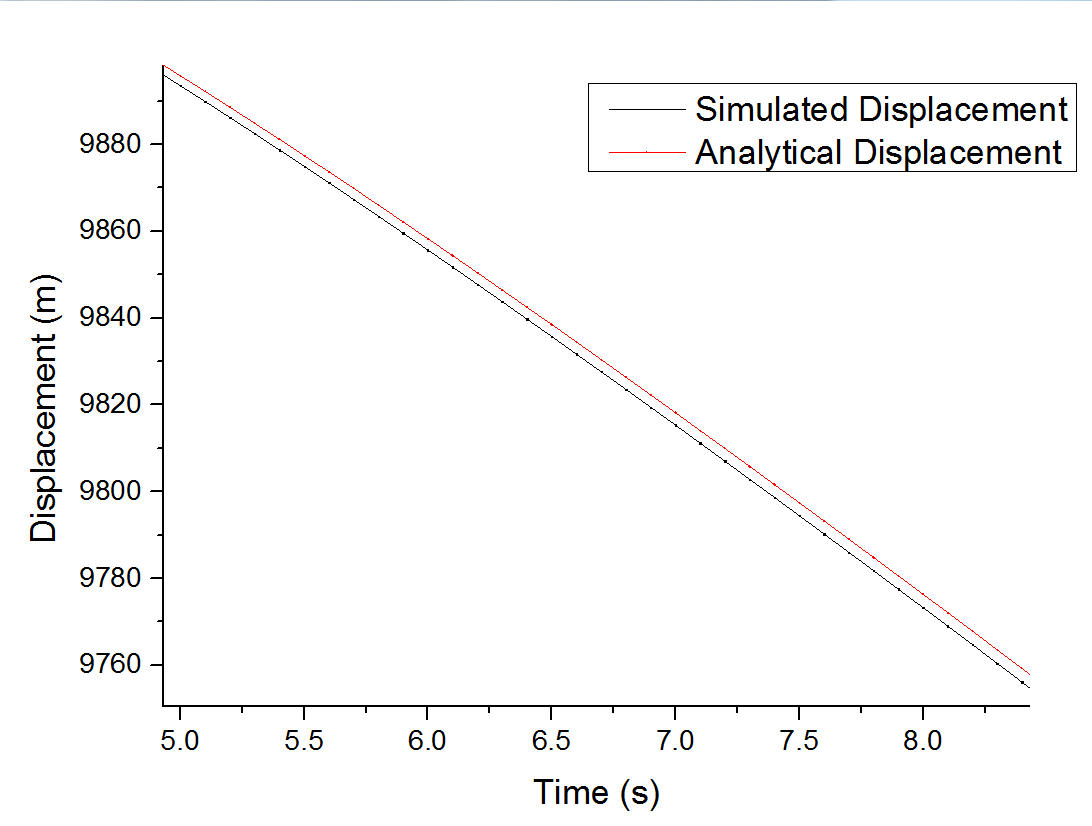 Simulated Displacement
Analytical Displacement
Displacement (m)
9880
9860
9840
9820
9800
9780
9760
5.0 5.5 6.0 6.5 7.0 7.5 8.0
Time (s)